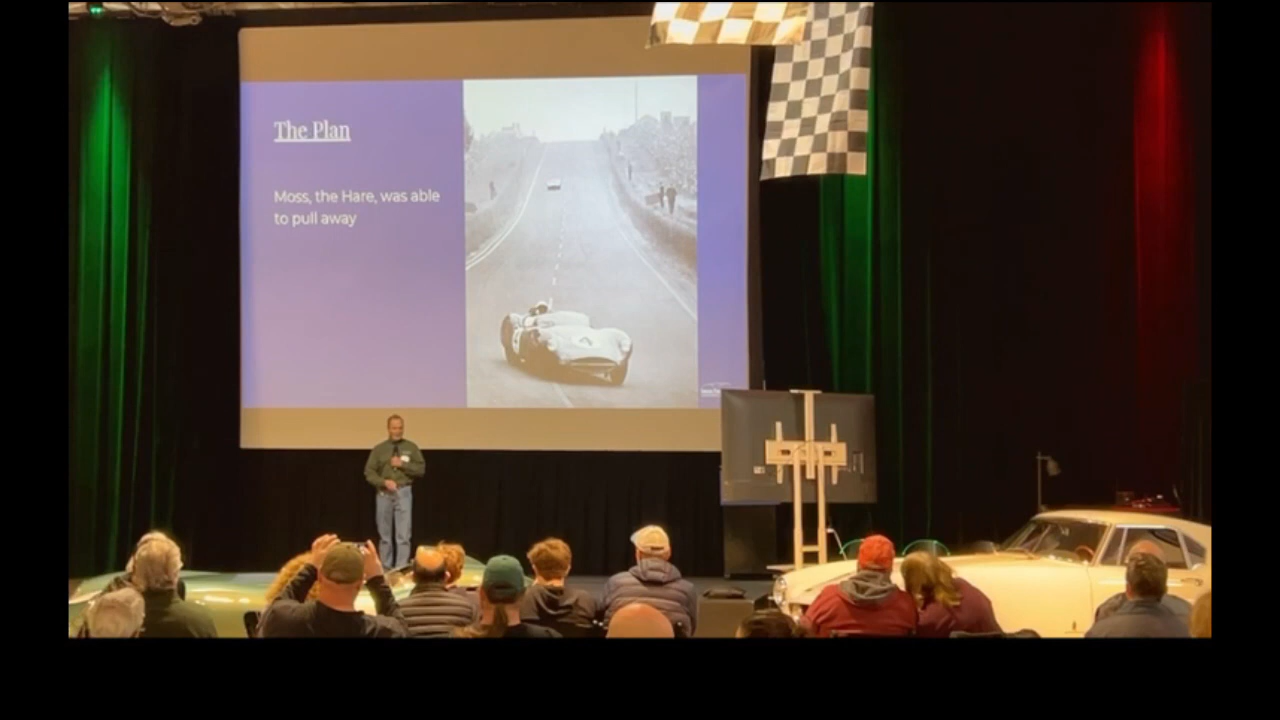 The Plan
Moss, the Hare, was able
to pull away